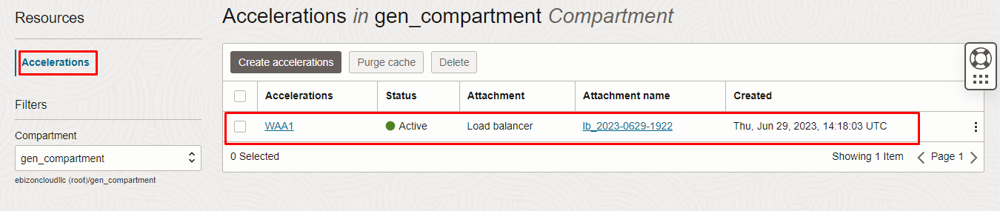 Resources
Accelerations
Filters
Compartment
gen_compartment
ebizoncloudllc (root)/gen_compartment
Accelerations in gen_compartment Compartment
Create accelerations Purge cache Delete
Accelerations Status Attachment Attachment name Created
WAA1 Active Load balancer lb_2023-0629-1922 Thu, Jun 29, 2023, 14:18:03 UTC
0 Selected Showing 1 Item Page 1